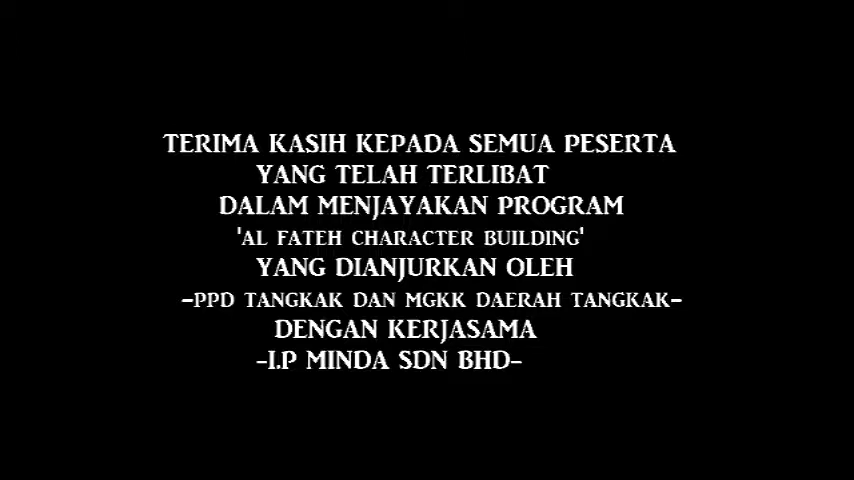 TERIMA KASIH KEPADA SEMUA PESERTA
YANG TELAH TERLIBAT
DALAM MENJAYAKAN PROGRAM
'AL FATEH CHARACTER BUILDING'
YANG DIANJURKAN OLEH
-PPD TANGKAK DAN MGKK DAERAH TANGKAK-
DENGAN KERJASAMA
-I.P MINDA SDN BHD-